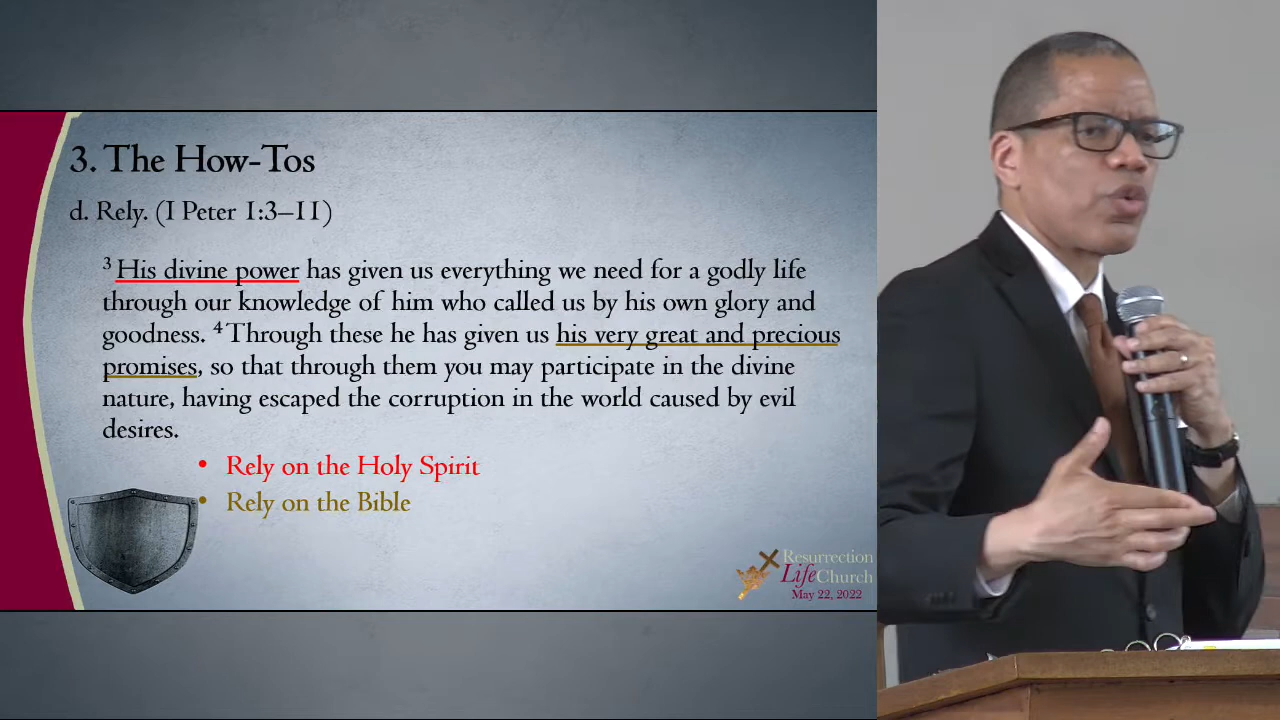 3. The How-Tos
d. Rely. (I Peter 1:3–11)
3 His divine power has given us everything we need for a godly life
through our knowledge of him who called us by his own glory and
goodness. 4 Through these he has given us his very great and precious
promises, so that through them you may participate in the divine
nature, having escaped the corruption in the world caused by evil
desires.
• Rely on the Holy Spirit
• Rely on the Bible
Resurrection
LifeChurch
May 22, 2022